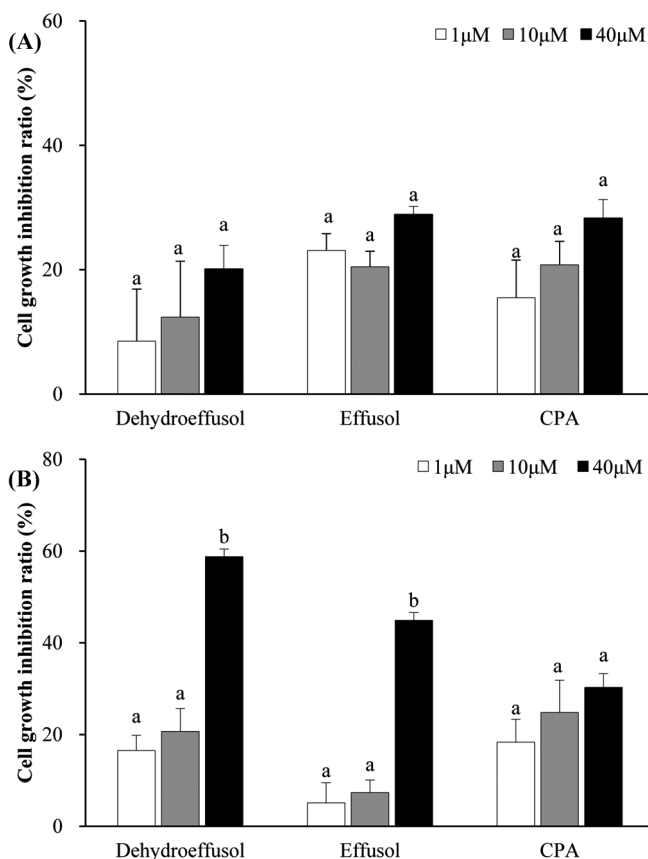 (A)
Cell growth inhibition ratio (%)
60
40
20
0
1μM 10μM 40μM
a a a a a a a a a
Dehydroeffusol Effusol CPA
(B)
Cell growth inhibition ratio (%)
80
60
40
20
0
1μM 10μM 40μM
a a b a a b a a a
Dehydroeffusol Effusol CPA